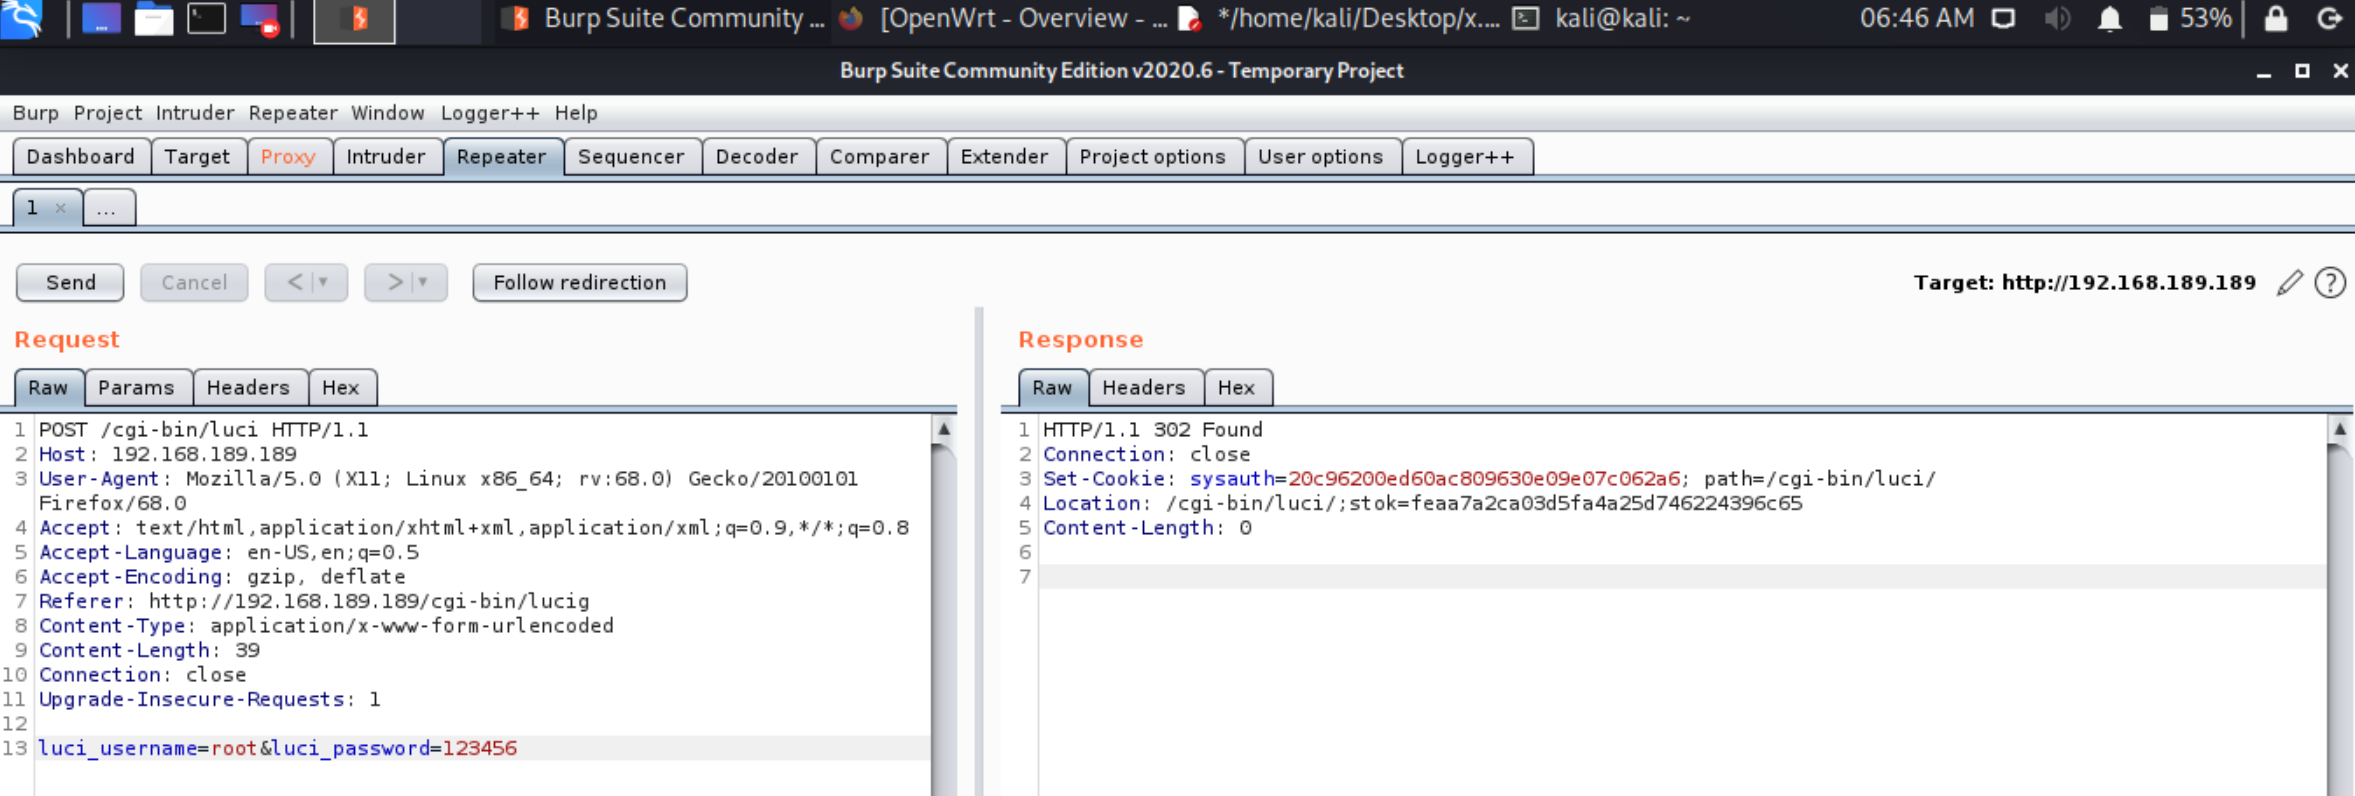 Burp Suite Community ... [OpenWrt - Overview - ... */home/kali/Desktop/x.... kali@kali: ~ 06:46 AM 53%
Burp Suite Community Edition v2020.6 - Temporary Project
Burp Project Intruder Repeater Window Logger++ Help
Dashboard Target Proxy Intruder Repeater Sequencer Decoder Comparer Extender Project options User options Logger++
1 × ...
Send Cancel < > Follow redirection Target: http://192.168.189.189 ?
Request
Raw Params Headers Hex
1 POST /cgi-bin/luci HTTP/1.1
2 Host: 192.168.189.189
3 User-Agent: Mozilla/5.0 (X11; Linux x86_64; rv:68.0) Gecko/20100101
Firefox/68.0
4 Accept: text/html,application/xhtml+xml,application/xml;q=0.9,*/*;q=0.8
5 Accept-Language: en-US,en;q=0.5
6 Accept-Encoding: gzip, deflate
7 Referer: http://192.168.189.189/cgi-bin/lucig
8 Content-Type: application/x-www-form-urlencoded
9 Content-Length: 39
10 Connection: close
11 Upgrade-Insecure-Requests: 1
12
13 luci_username=root&luci_password=123456
Response
Raw Headers Hex
1 HTTP/1.1 302 Found
2 Connection: close
3 Set-Cookie: sysauth=20c96200ed60ac809630e09e07c062a6; path=/cgi-bin/luci/
4 Location: /cgi-bin/luci/;stok=feaa7a2ca03d5fa4a25d746224396c65
5 Content-Length: 0
6
7